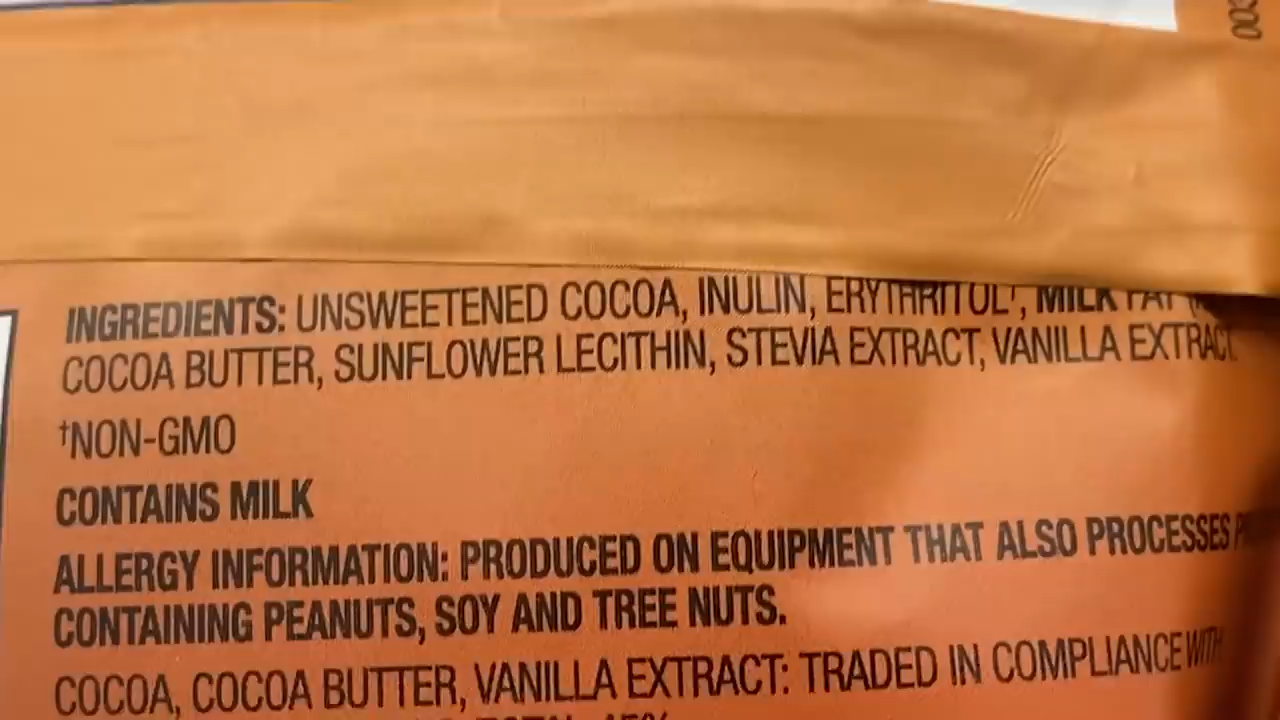 003
INGREDIENTS: UNSWEETENED COCOA, INULIN, ERYTHRITOL†, MILK FAT
COCOA BUTTER, SUNFLOWER LECITHIN, STEVIA EXTRACT, VANILLA EXTRACT.
†NON-GMO
CONTAINS MILK
ALLERGY INFORMATION: PRODUCED ON EQUIPMENT THAT ALSO PROCESSES
CONTAINING PEANUTS, SOY AND TREE NUTS.
COCOA, COCOA BUTTER, VANILLA EXTRACT: TRADED IN COMPLIANCE WITH